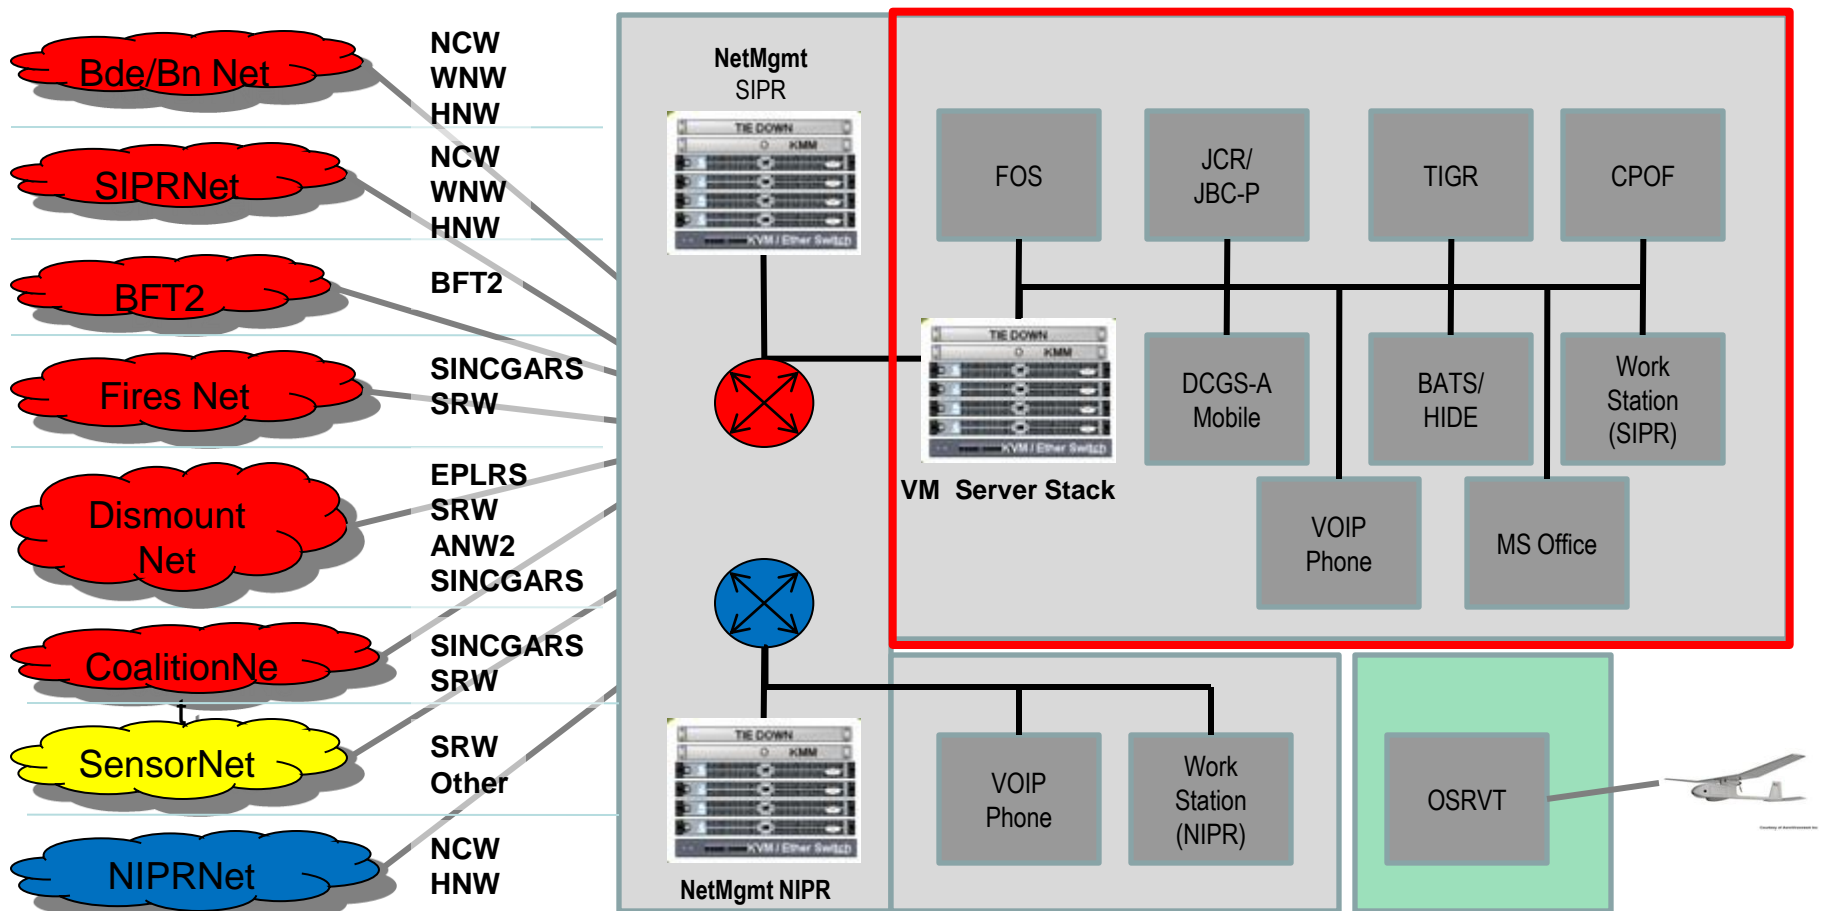 Bde/Bn Net
NCW
WNW
HNW
SIPRNet
NCW
WNW
HNW
BFT2
BFT2
Fires Net
SINCGARS
SRW
Dismount
Net
EPLRS
SRW
ANW2
SINCGARS
CoalitionNe
t
SINCGARS
SRW
SensorNet
SRW
Other
NIPRNet
NCW
HNW
NetMgmt
SIPR
TIE DOWN
KMM
KVM / Ether Switch
TIE DOWN
KMM
KVM / Ether Switch
VM Server Stack
FOS
JCR/
JBC-P
TIGR
CPOF
DCGS-A
Mobile
BATS/
HIDE
Work
Station
(SIPR)
VOIP
Phone
MS Office
TIE DOWN
KMM
KVM / Ether Switch
NetMgmt NIPR
VOIP
Phone
Work
Station
(NIPR)
OSRVT